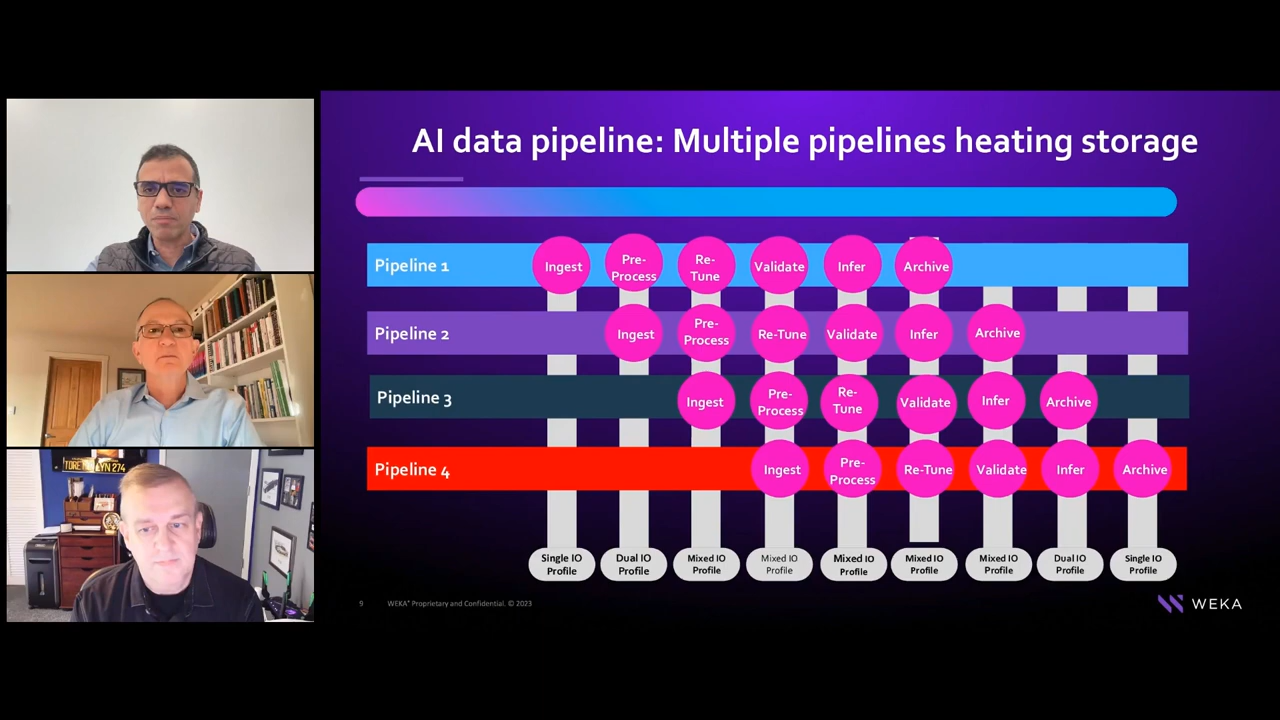 AI data pipeline: Multiple pipelines heating storage
Pipeline 1
Ingest
Pre-
Process
Re-
Tune
Validate
Infer
Archive
Pipeline 2
Ingest
Pre-
Process
Re-Tune
Validate
Infer
Archive
Pipeline 3
Ingest
Pre-
Process
Re-
Tune
Validate
Infer
Archive
Pipeline 4
Ingest
Pre-
Process
Re-Tune
Validate
Infer
Archive
Single IO
Profile
Dual IO
Profile
Mixed IO
Profile
Mixed IO
Profile
Mixed IO
Profile
Mixed IO
Profile
Mixed IO
Profile
Dual IO
Profile
Single IO
Profile
9
WEKA® Proprietary and Confidential. © 2023
WEKA